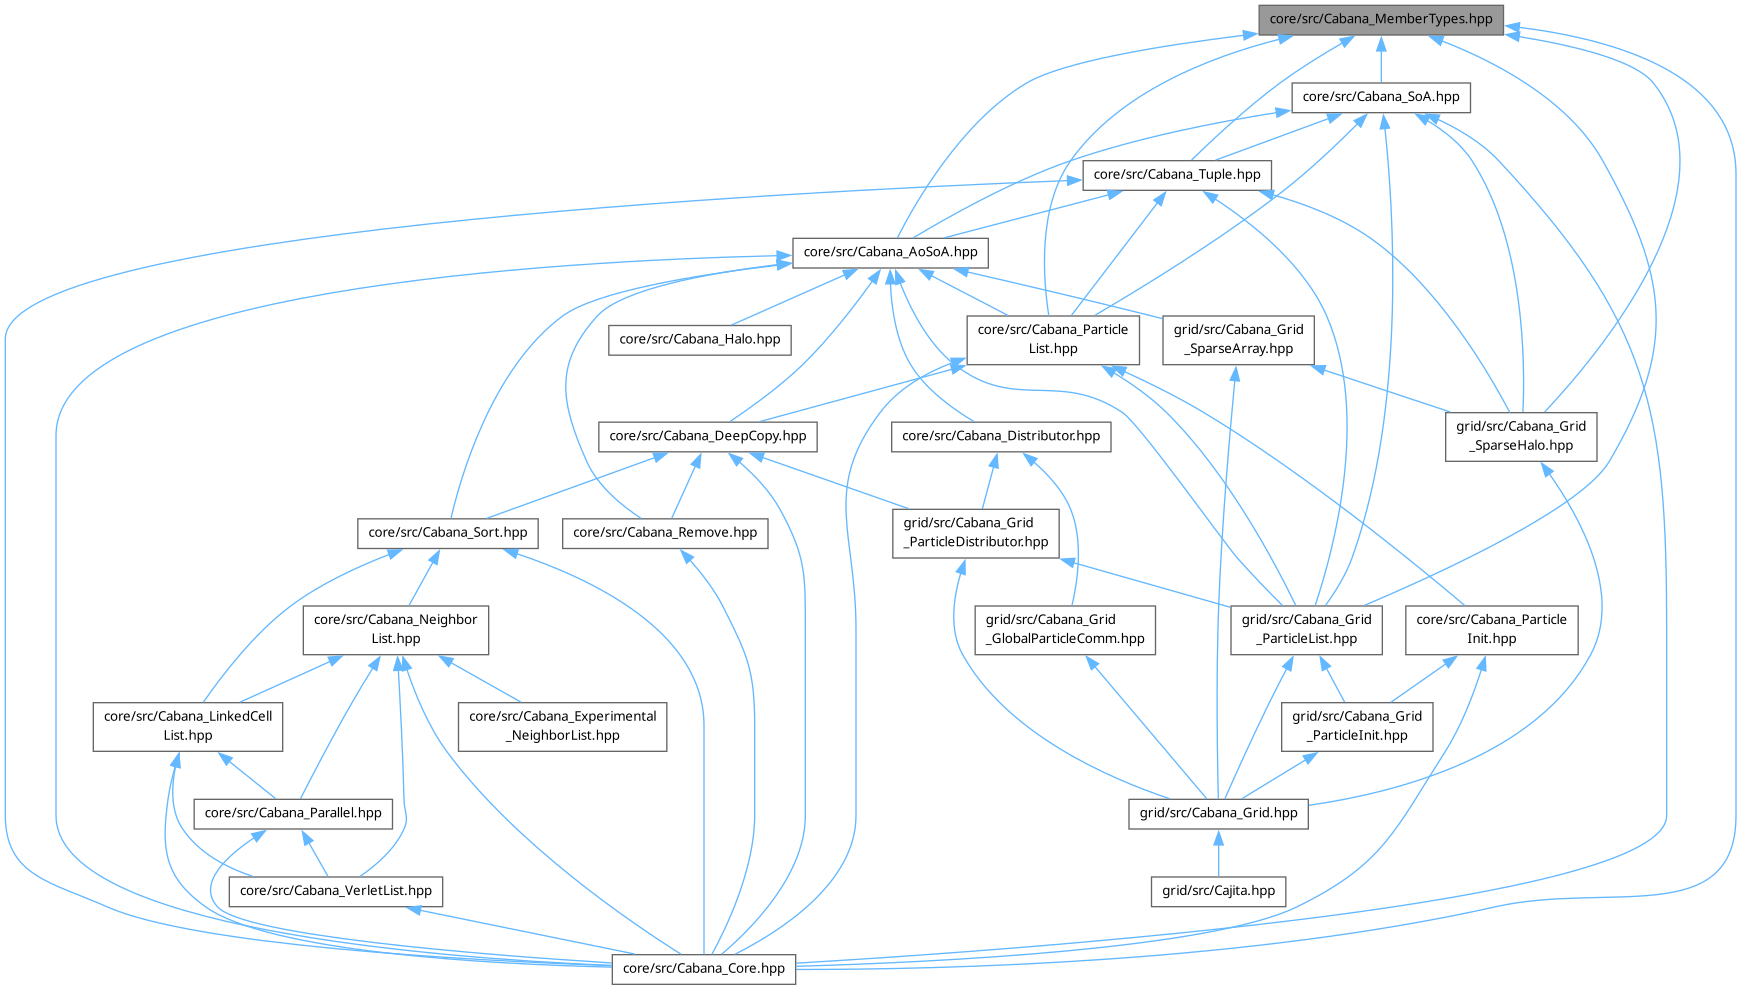 core/src/Cabana_MemberTypes.hpp
core/src/Cabana_SoA.hpp
core/src/Cabana_Tuple.hpp
core/src/Cabana_AoSoA.hpp
core/src/Cabana_Halo.hpp
core/src/Cabana_Particle
List.hpp
grid/src/Cabana_Grid
_SparseArray.hpp
core/src/Cabana_DeepCopy.hpp
core/src/Cabana_Distributor.hpp
grid/src/Cabana_Grid
_SparseHalo.hpp
core/src/Cabana_Sort.hpp
core/src/Cabana_Remove.hpp
grid/src/Cabana_Grid
_ParticleDistributor.hpp
core/src/Cabana_Neighbor
List.hpp
grid/src/Cabana_Grid
_GlobalParticleComm.hpp
grid/src/Cabana_Grid
_ParticleList.hpp
core/src/Cabana_Particle
Init.hpp
core/src/Cabana_LinkedCell
List.hpp
core/src/Cabana_Experimental
_NeighborList.hpp
grid/src/Cabana_Grid
_ParticleInit.hpp
core/src/Cabana_Parallel.hpp
grid/src/Cabana_Grid.hpp
core/src/Cabana_VerletList.hpp
grid/src/Cajita.hpp
core/src/Cabana_Core.hpp